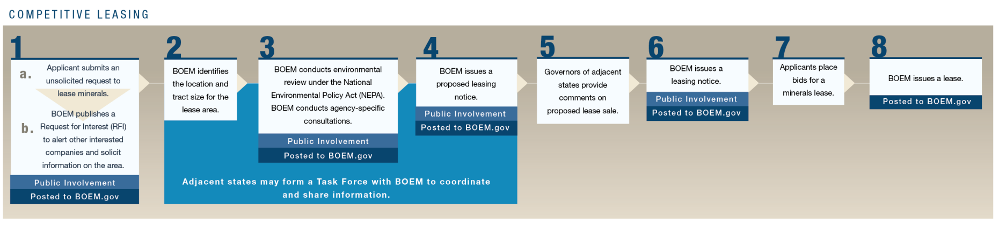 COMPETITIVE LEASING
1
a.
Applicant submits an
unsolicited request to
lease minerals.
b.
BOEM publishes a
Request for Interest (RFI)
to alert other interested
companies and solicit
information on the area.
Public Involvement
Posted to BOEM.gov
2
BOEM identifies
the location and
tract size for the
lease area.
3
BOEM conducts environmental
review under the National
Environmental Policy Act (NEPA).
BOEM conducts agency-specific
consultations.
Public Involvement
Posted to BOEM.gov
4
BOEM issues a
proposed leasing
notice.
Public Involvement
Posted to BOEM.gov
Adjacent states may form a Task Force with BOEM to coordinate
and share information.
5
Governors of adjacent
states provide
comments on
proposed lease sale.
6
BOEM issues a
leasing notice.
Public Involvement
Posted to BOEM.gov
7
Applicants place
bids for a
minerals lease.
8
BOEM issues a lease.
Posted to BOEM.gov